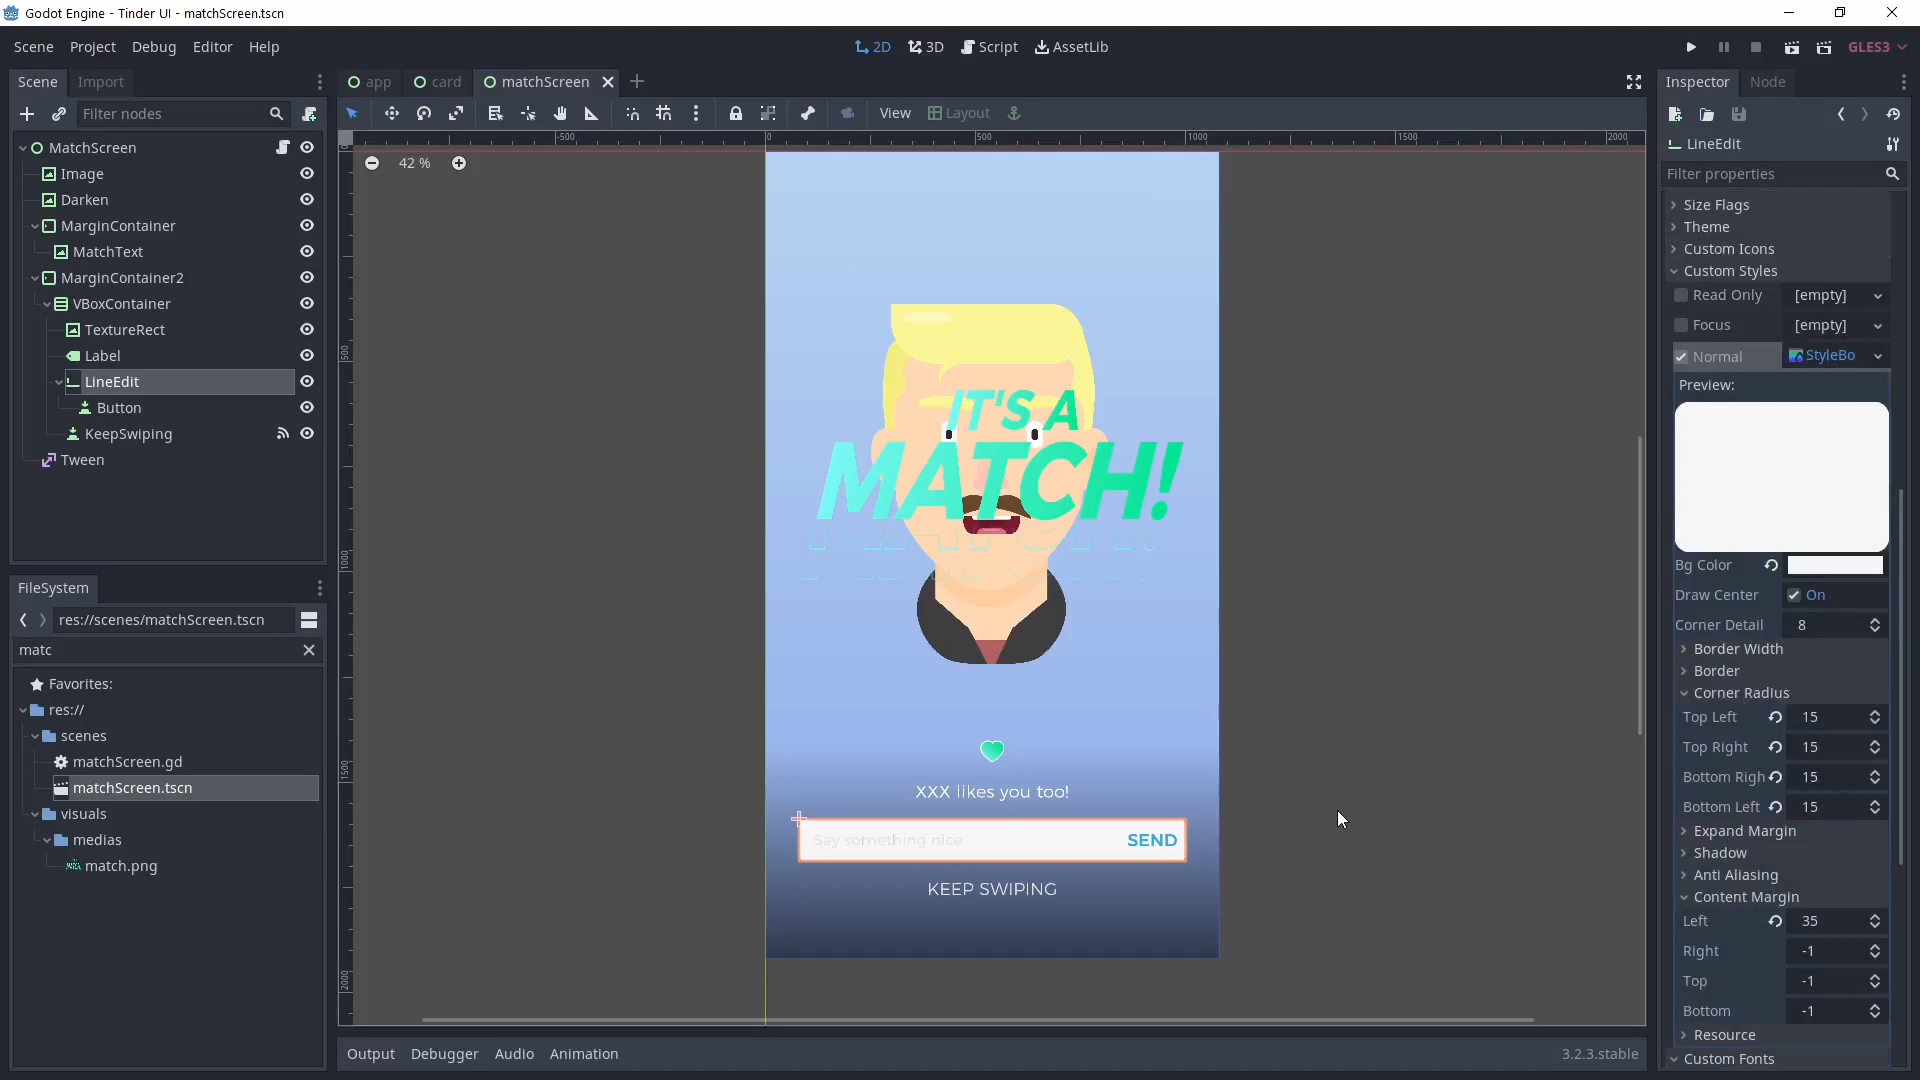 Godot Engine - Tinder UI - matchScreen.tscn
Scene Project Debug Editor Help
2D 3D Script AssetLib
GLES3
Scene Import
Filter nodes
MatchScreen
Image
Darken
MarginContainer
MatchText
MarginContainer2
VBoxContainer
TextureRect
Label
LineEdit
Button
KeepSwiping
Tween
FileSystem
res://scenes/matchScreen.tscn
matc
Favorites:
res://
scenes
matchScreen.gd
matchScreen.tscn
visuals
medias
match.png
app card matchScreen
View Layout
-500 0 500 1000 1500 2000
500
1000
1500
2000
42 %
IT'S A
MATCH!
XXX likes you too!
Say something nice
SEND
KEEP SWIPING
Output Debugger Audio Animation
3.2.3.stable
Inspector Node
LineEdit
Filter properties
Size Flags
Theme
Custom Icons
Custom Styles
Read Only [empty]
Focus [empty]
Normal StyleBo
Preview:
Bg Color
Draw Center On
Corner Detail 8
Border Width
Border
Corner Radius
Top Left 15
Top Right 15
Bottom Righ 15
Bottom Left 15
Expand Margin
Shadow
Anti Aliasing
Content Margin
Left 35
Right -1
Top -1
Bottom -1
Resource
Custom Fonts